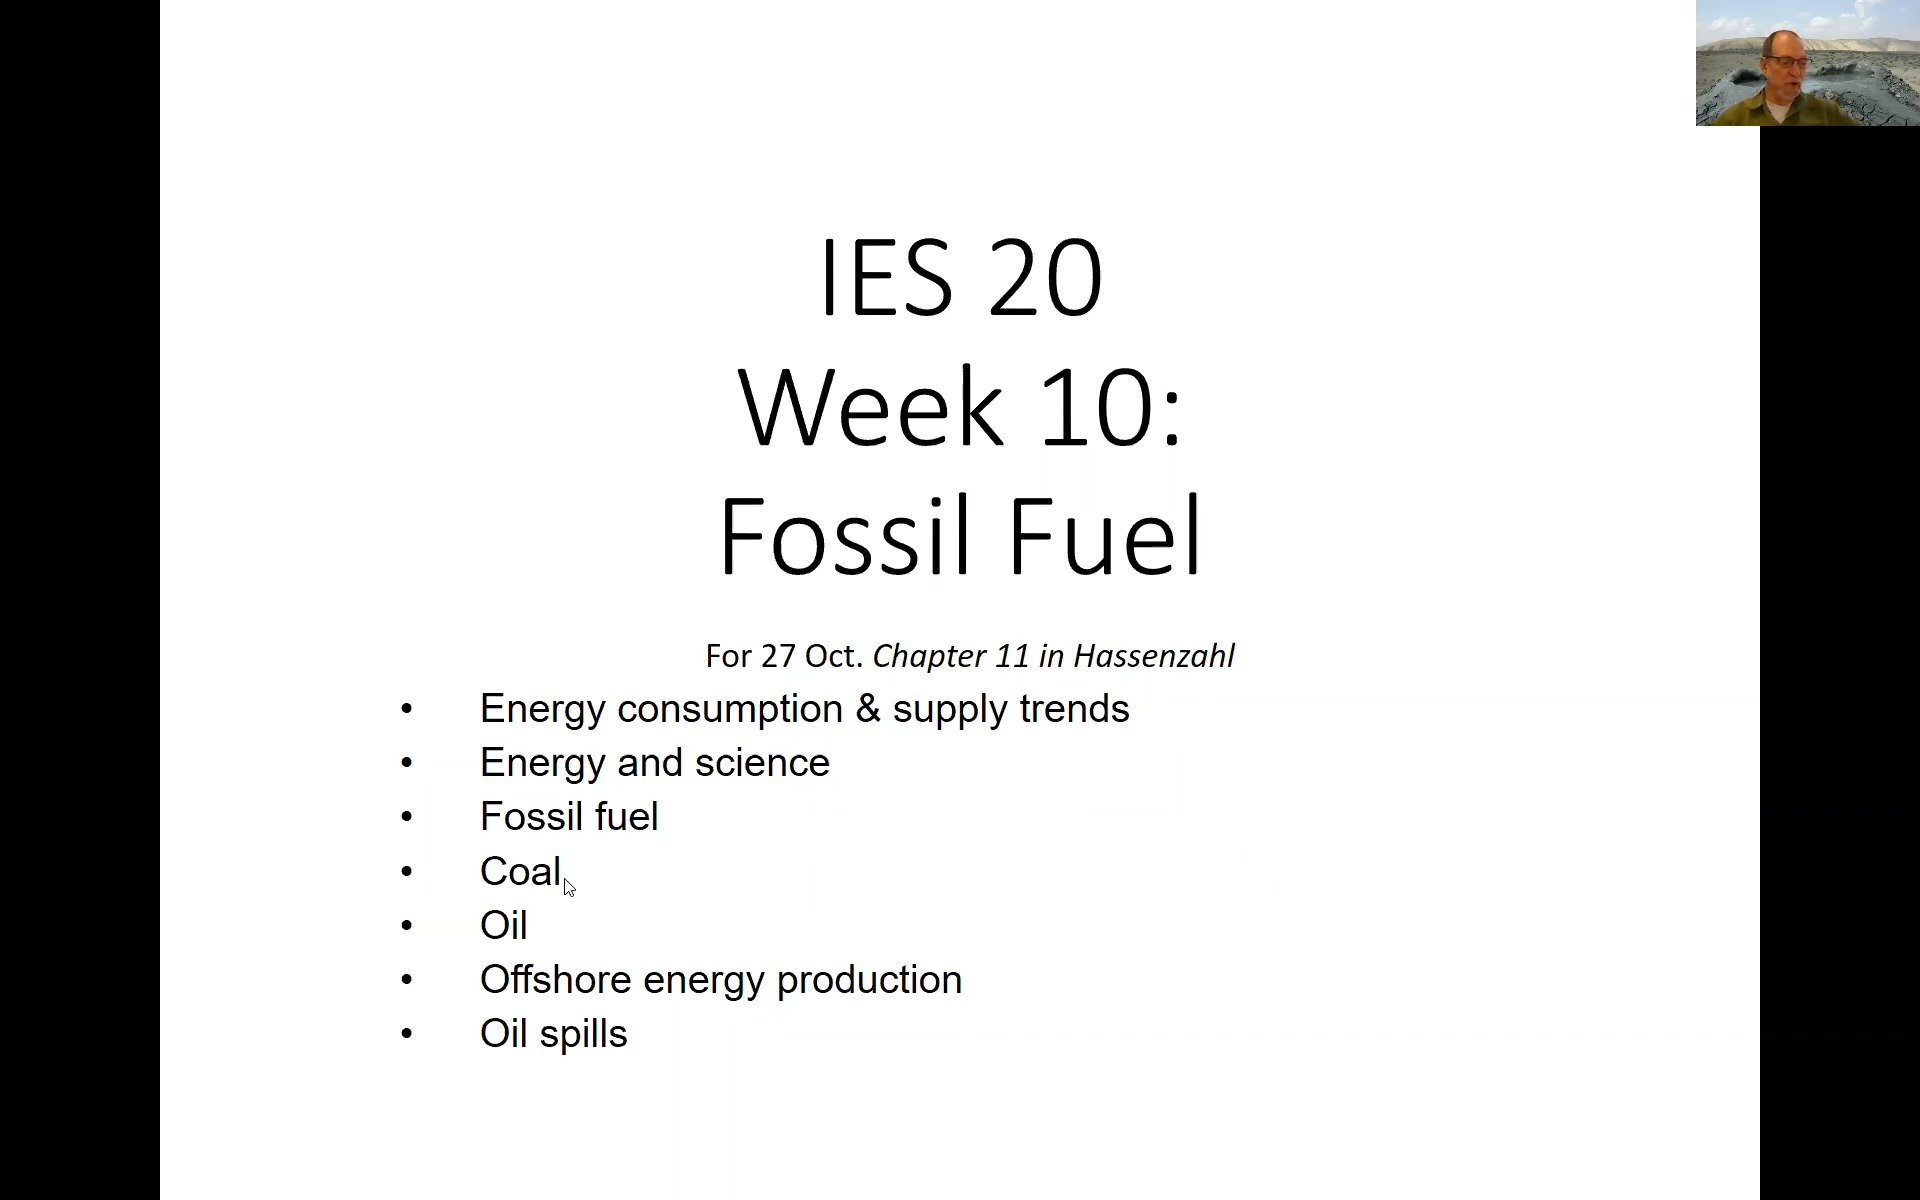 IES 20
Week 10:
Fossil Fuel
For 27 Oct. Chapter 11 in Hassenzahl
• Energy consumption & supply trends
• Energy and science
• Fossil fuel
• Coal
• Oil
• Offshore energy production
• Oil spills